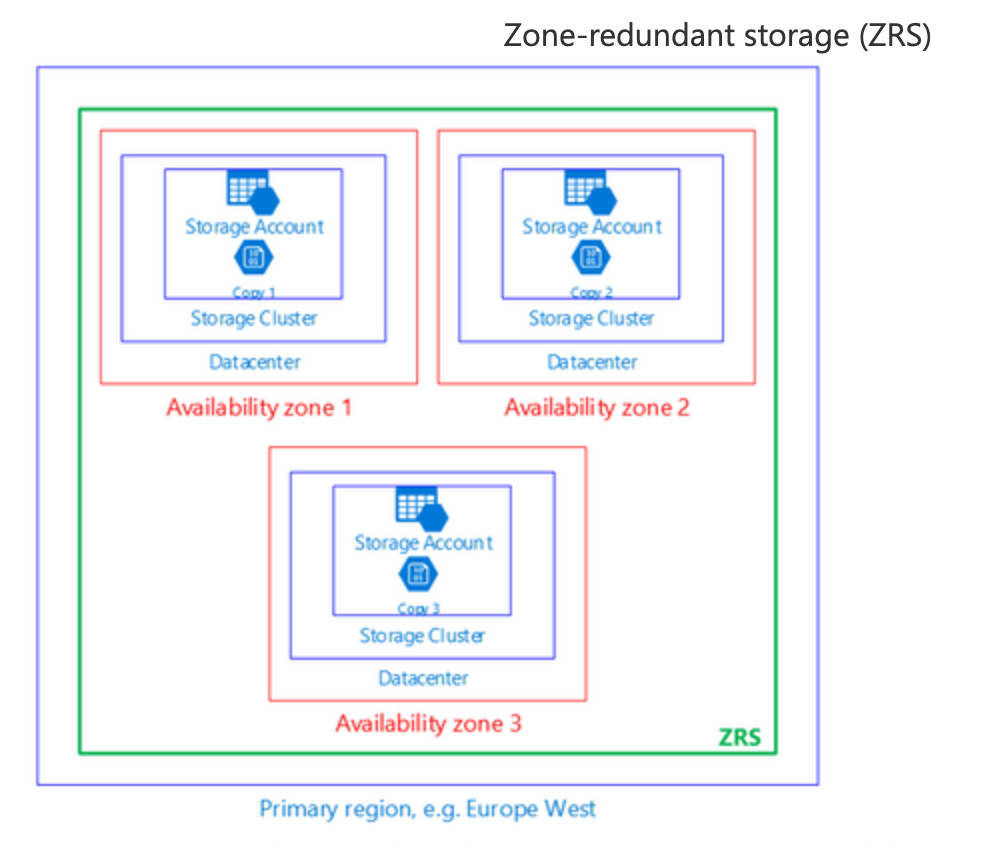 Zone-redundant storage (ZRS)
Storage Account
Copy 1
Storage Cluster
Datacenter
Availability zone 1
Storage Account
Copy 2
Storage Cluster
Datacenter
Availability zone 2
Storage Account
Copy 3
Storage Cluster
Datacenter
Availability zone 3
ZRS
Primary region, e.g. Europe West